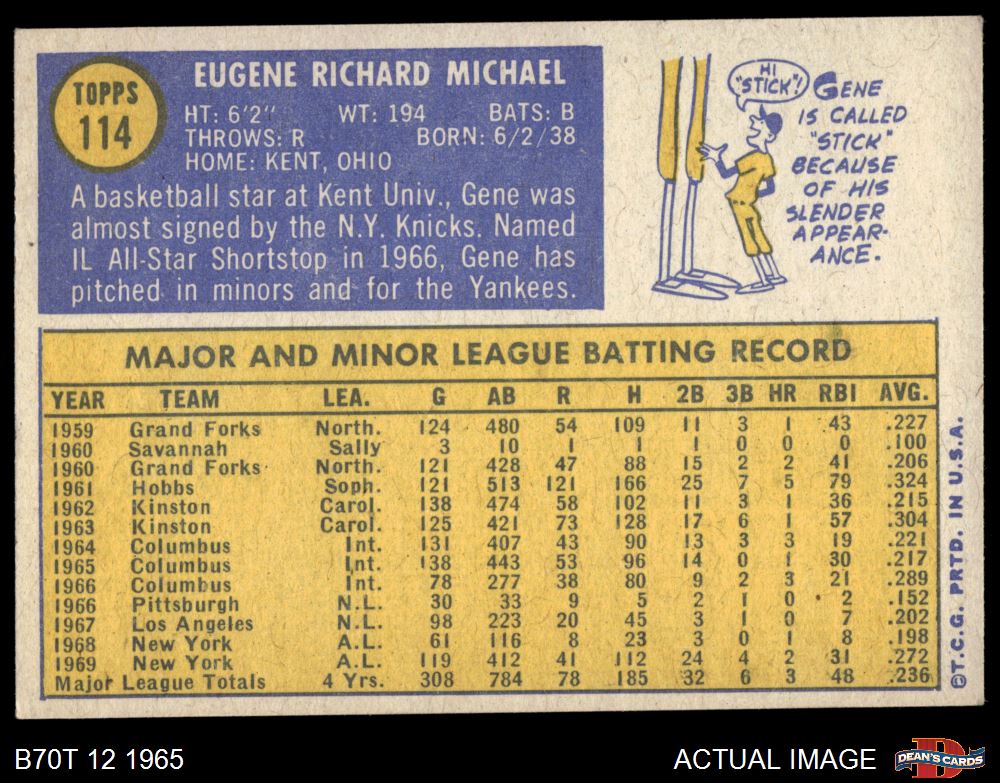 TOPPS
114
EUGENE RICHARD MICHAEL
HT: 6'2" WT: 194 BATS: B
THROWS: R BORN: 6/2/38
HOME: KENT, OHIO
A basketball star at Kent Univ., Gene was
almost signed by the N.Y. Knicks. Named
IL All-Star Shortstop in 1966, Gene has
pitched in minors and for the Yankees.
HI
"STICK"!
GENE
IS CALLED
"STICK"
BECAUSE
OF HIS
SLENDER
APPEAR-
ANCE.
MAJOR AND MINOR LEAGUE BATTING RECORD
YEAR TEAM LEA. G AB R H 2B 3B HR RBI AVG.
1959 Grand Forks North. 124 480 54 109 11 3 1 43 .227
1960 Savannah Sally 3 10 1 1 1 0 0 0 .100
1960 Grand Forks North. 121 428 47 88 15 2 2 41 .206
1961 Hobbs Soph. 121 513 121 166 25 7 5 79 .324
1962 Kinston Carol. 138 474 58 102 11 3 1 36 .215
1963 Kinston Carol. 125 421 73 128 17 6 1 57 .304
1964 Columbus Int. 131 407 43 90 13 3 3 19 .221
1965 Columbus Int. 138 443 53 96 14 0 1 30 .217
1966 Columbus Int. 78 277 38 80 9 2 3 21 .289
1966 Pittsburgh N.L. 30 33 9 5 2 1 0 2 .152
1967 Los Angeles N.L. 98 223 20 45 3 1 0 7 .202
1968 New York A.L. 61 116 8 23 3 0 1 8 .198
1969 New York A.L. 119 412 41 112 24 4 2 31 .272
Major League Totals 4 Yrs. 308 784 78 185 32 6 3 48 .236
©T.C.G. PRTD. IN U.S.A.
B70T 12 1965
ACTUAL IMAGE
D
DEAN'S CARDS